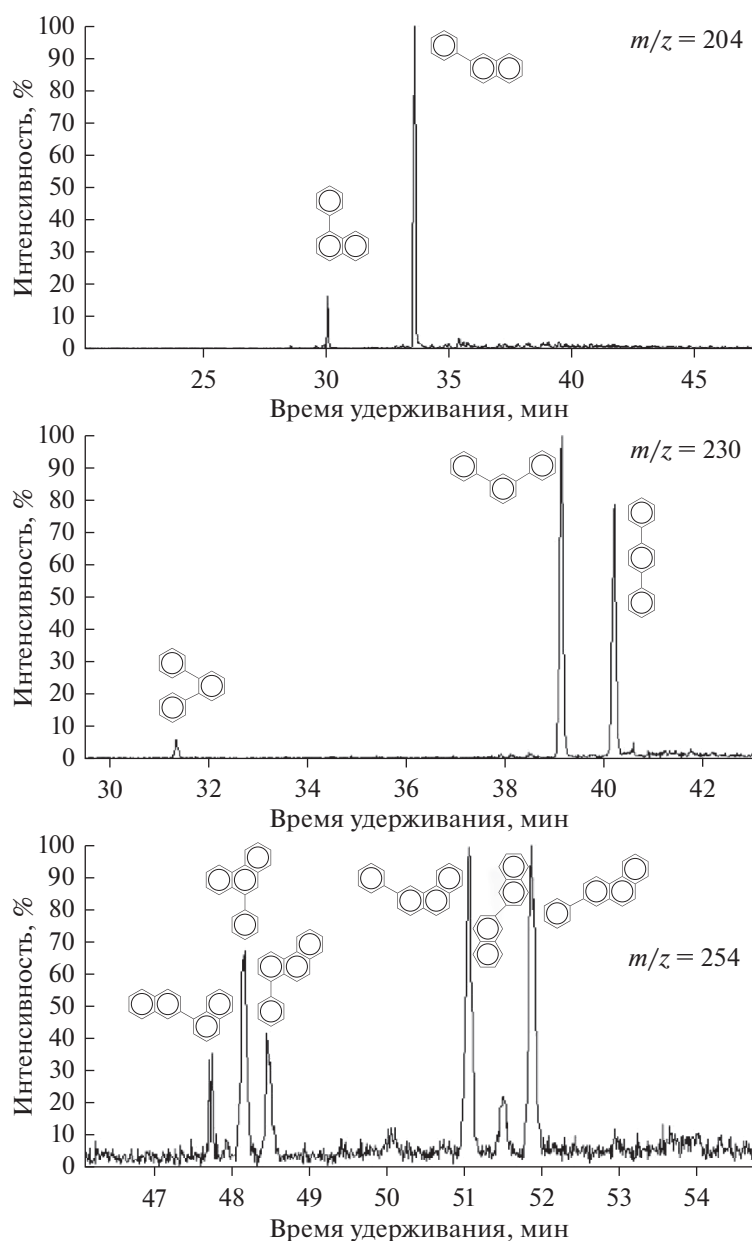 m/z = 204
Интенсивность, %
100
90
80
70
60
50
40
30
20
10
0
25 30 35 40 45
Время удерживания, мин
m/z = 230
Интенсивность, %
100
90
80
70
60
50
40
30
20
10
0
30 32 34 36 38 40 42
Время удерживания, мин
m/z = 254
Интенсивность, %
100
90
80
70
60
50
40
30
20
10
0
47 48 49 50 51 52 53 54
Время удерживания, мин